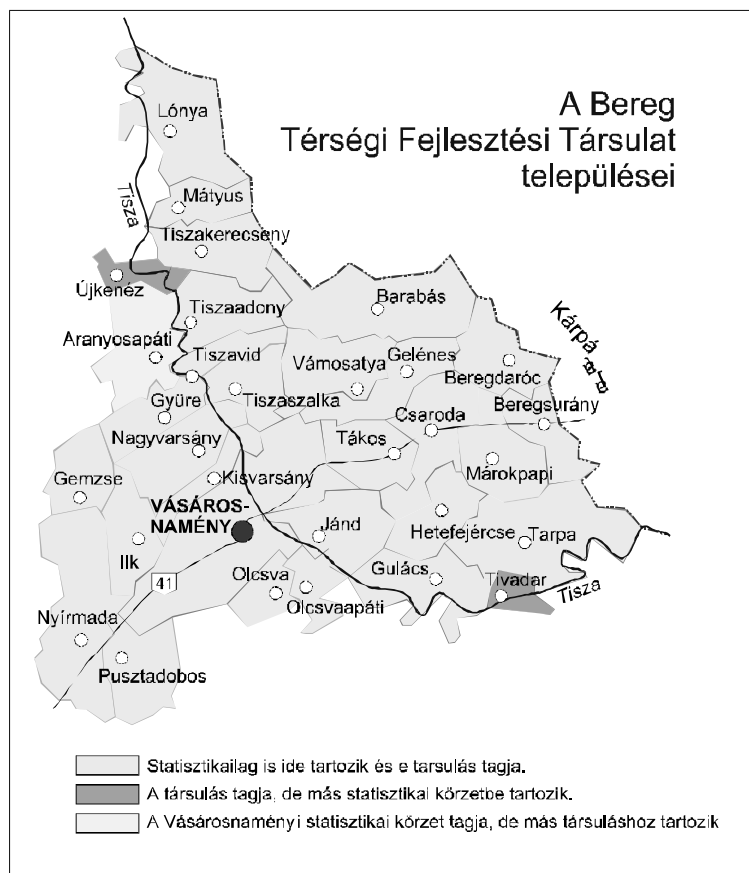 A Bereg
Térségi Fejlesztési Társulat
települései
Lónya
Tisza
Mátyus
Tiszakerecseny
Újkenéz
Tiszaadony
Barabás
Aranyosapáti
Tiszavid
Vámosatya
Gelénes
Beregdaróc
Kárpá
Gyüre
Tiszaszalka
Csaroda
Beregsurány
Nagyvarsány
Tákos
Gemzse
Kisvarsány
Márokpapi
VÁSÁROS-
NAMÉNY
Jánd
Hetefejércse
Tarpa
Ilk
41
Olcsva
Gulács
Tivadar
Tisza
Olcsvaapáti
Nyírmada
Pusztadobos
Statisztikailag is ide tartozik és e tarsulás tagja.
A társulás tagja, de más statisztikai körzetbe tartozik.
A Vásárosnaményi statisztikai körzet tagja, de más társuláshoz tartozik